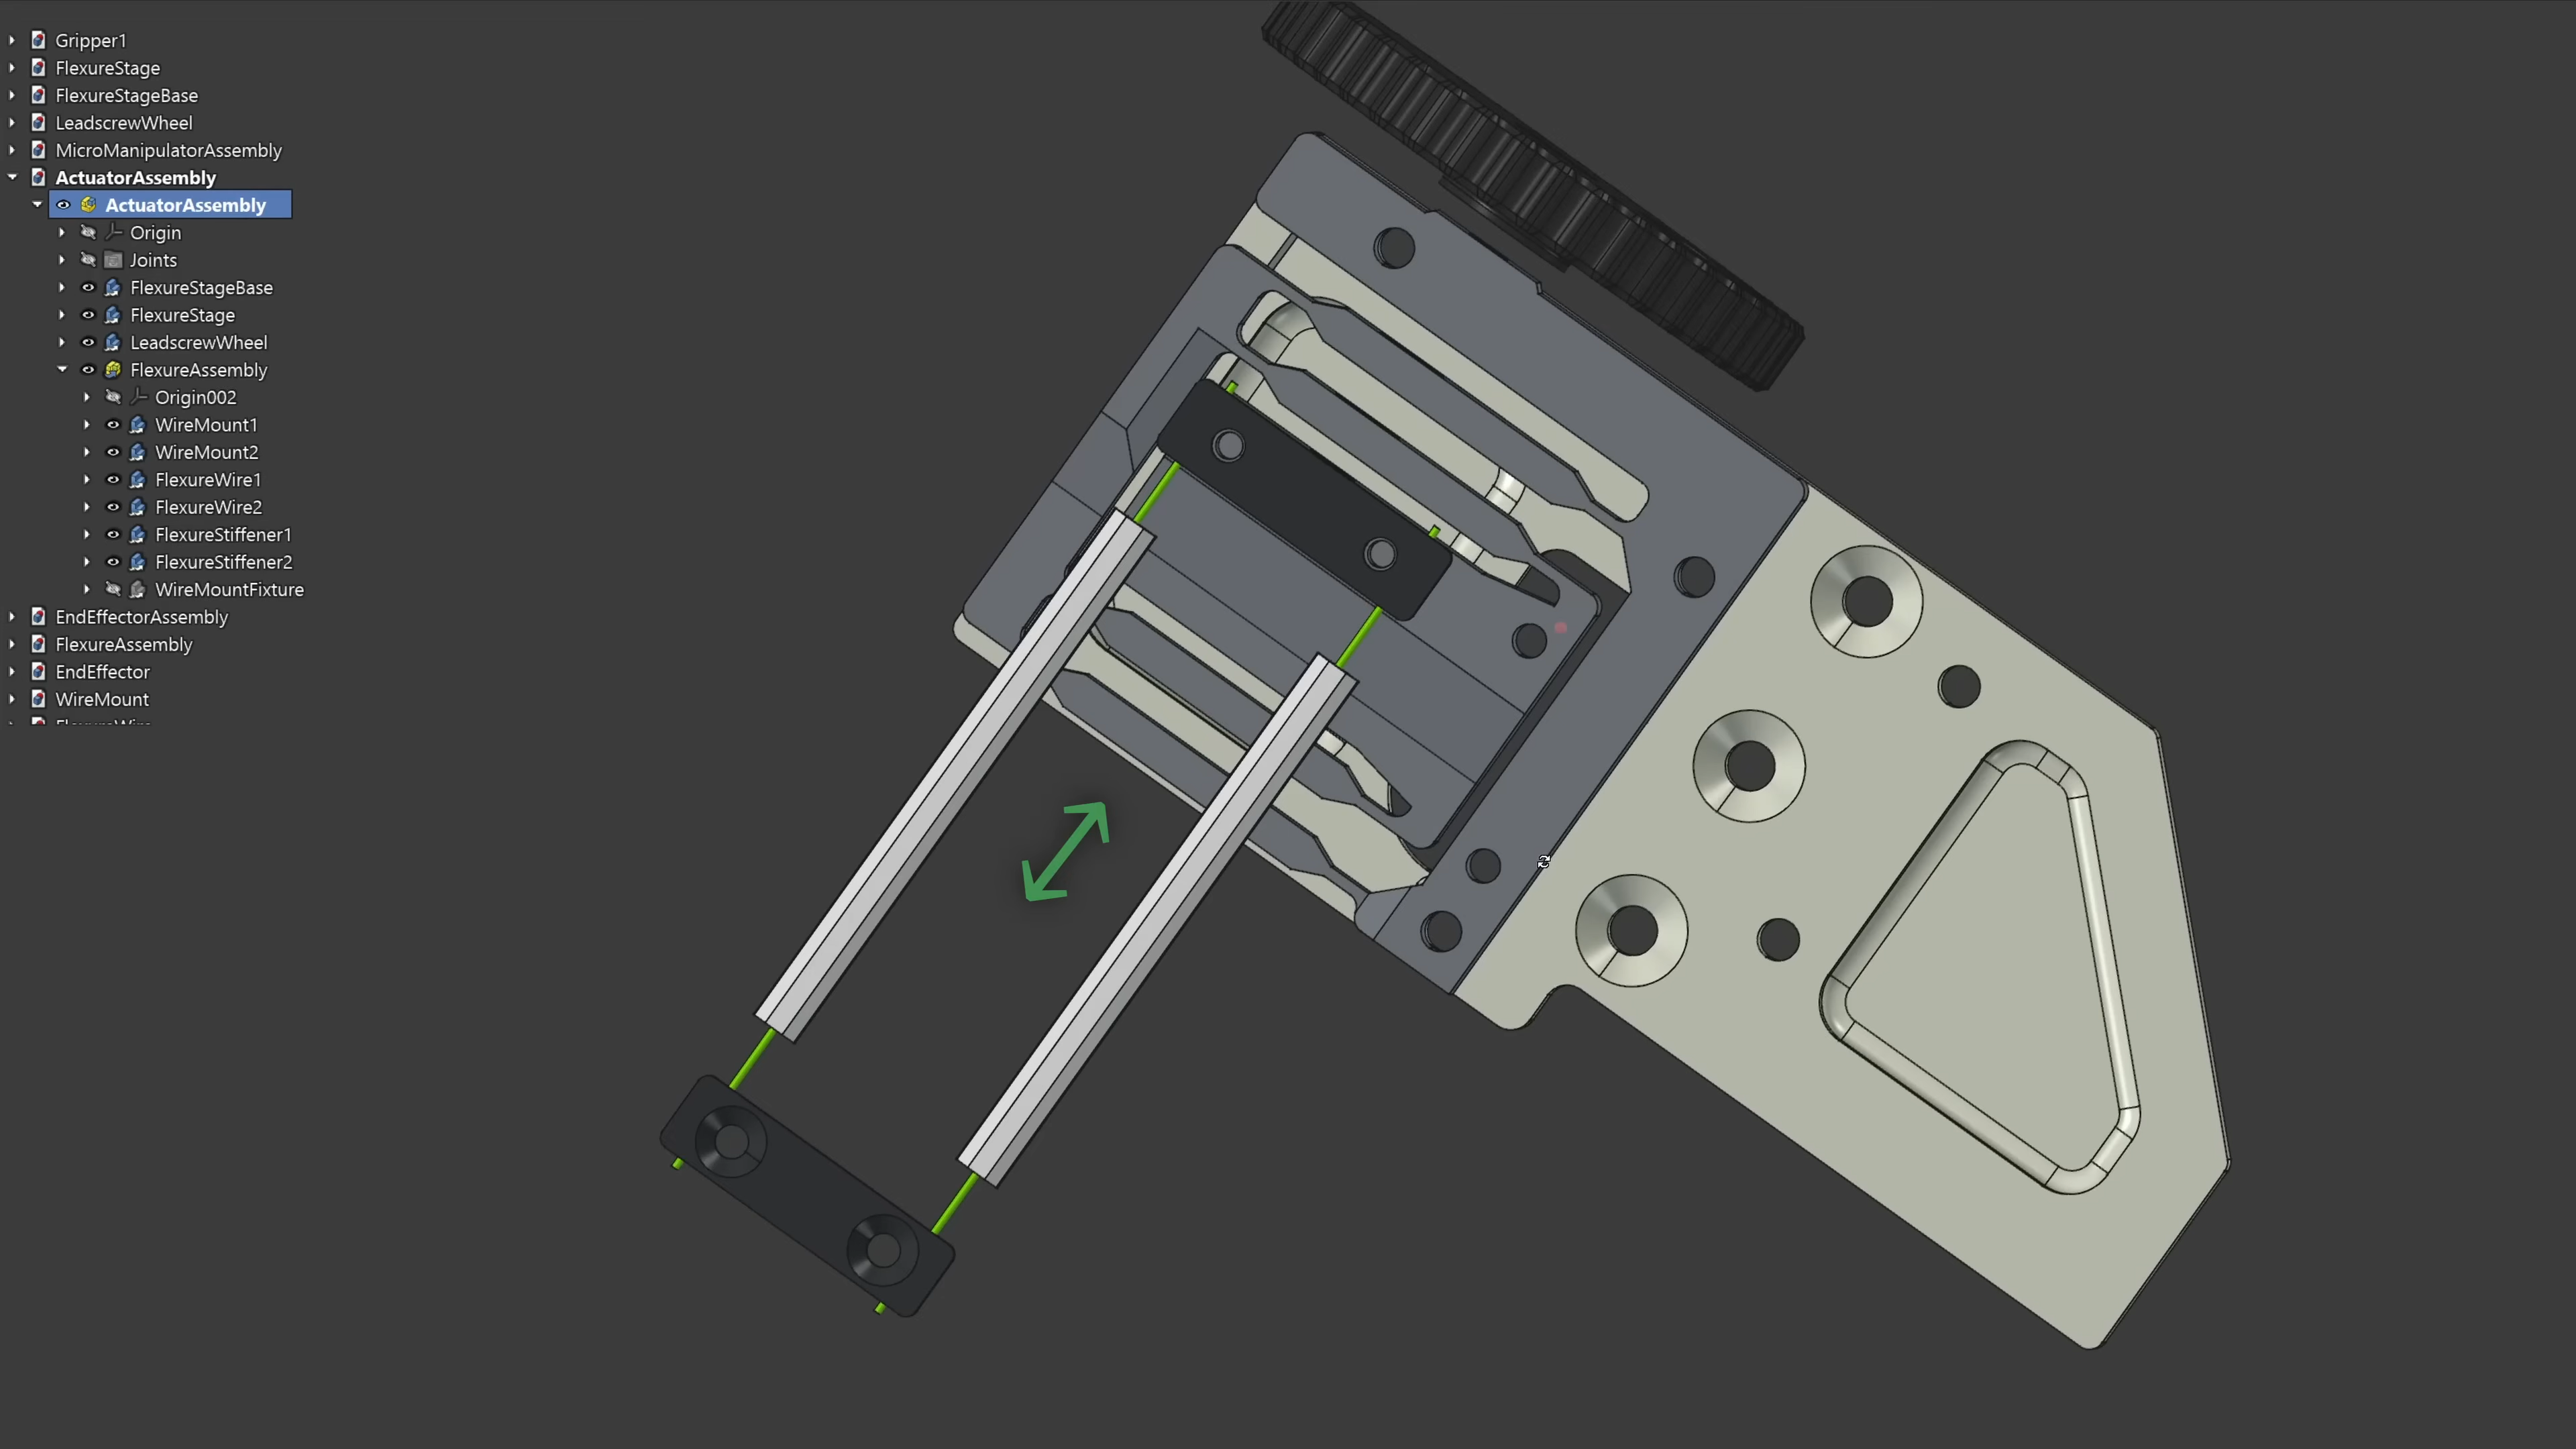 Gripper1
FlexureStage
FlexureStageBase
LeadscrewWheel
MicroManipulatorAssembly
ActuatorAssembly
ActuatorAssembly
Origin
Joints
FlexureStageBase
FlexureStage
LeadscrewWheel
FlexureAssembly
Origin002
WireMount1
WireMount2
FlexureWire1
FlexureWire2
FlexureStiffener1
FlexureStiffener2
WireMountFixture
EndEffectorAssembly
FlexureAssembly
EndEffector
WireMount